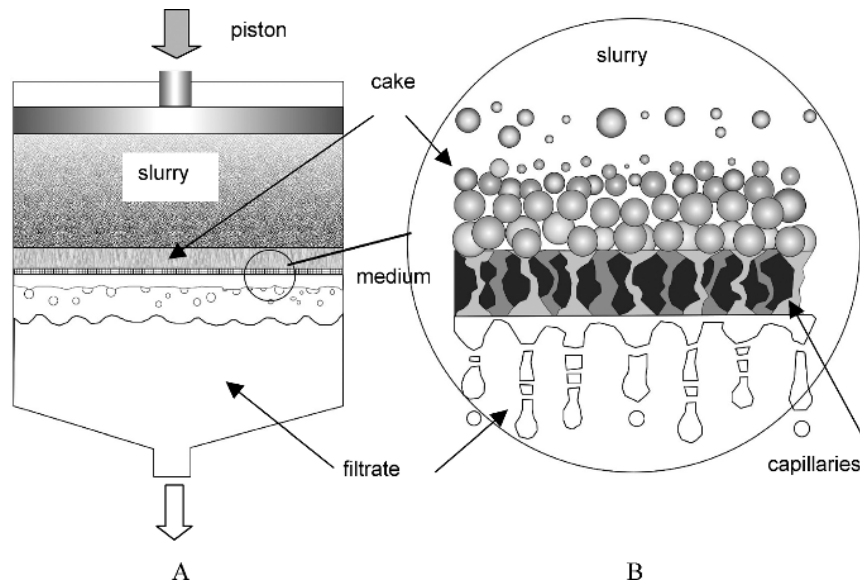 piston
slurry
cake
slurry
medium
filtrate
capillaries
A
B